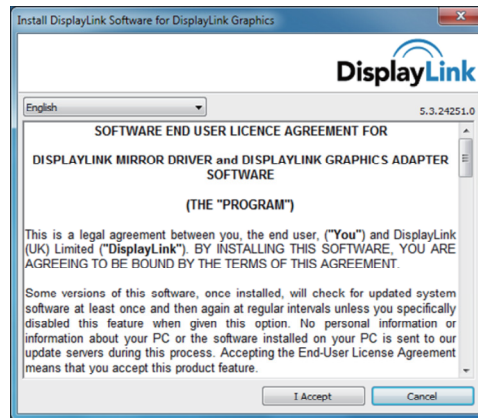 Install DisplayLink Software for DisplayLink Graphics
DisplayLink
English
5.3.24251.0
SOFTWARE END USER LICENCE AGREEMENT FOR
DISPLAYLINK MIRROR DRIVER and DISPLAYLINK GRAPHICS ADAPTER
SOFTWARE
(THE "PROGRAM")
This is a legal agreement between you, the end user, ("You") and DisplayLink
(UK) Limited ("DisplayLink"). BY INSTALLING THIS SOFTWARE, YOU ARE
AGREEING TO BE BOUND BY THE TERMS OF THIS AGREEMENT.
Some versions of this software, once installed, will check for updated system
software at least once and then again at regular intervals unless you specifically
disabled this feature when given this option. No personal information or
information about your PC or the software installed on your PC is sent to our
update servers during this process. Accepting the End-User License Agreement
means that you accept this product feature.
I Accept
Cancel